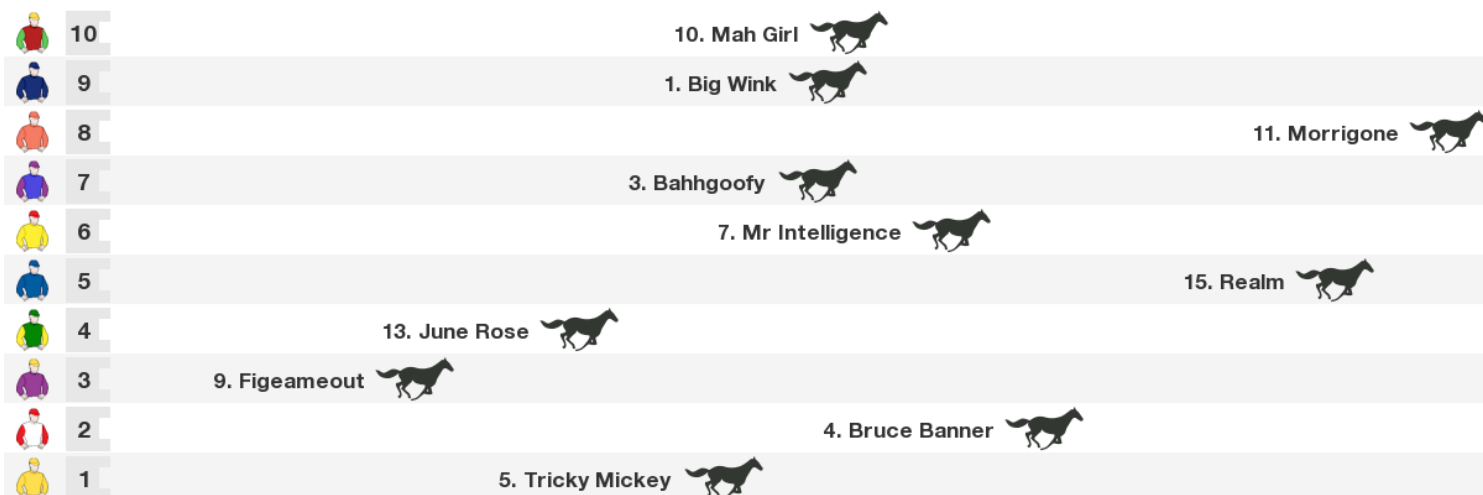 10 10. Mah Girl
9 1. Big Wink
8 11. Morrigone
7 3. Bahhgoofy
6 7. Mr Intelligence
5 15. Realm
4 13. June Rose
3 9. Figeameout
2 4. Bruce Banner
1 5. Tricky Mickey